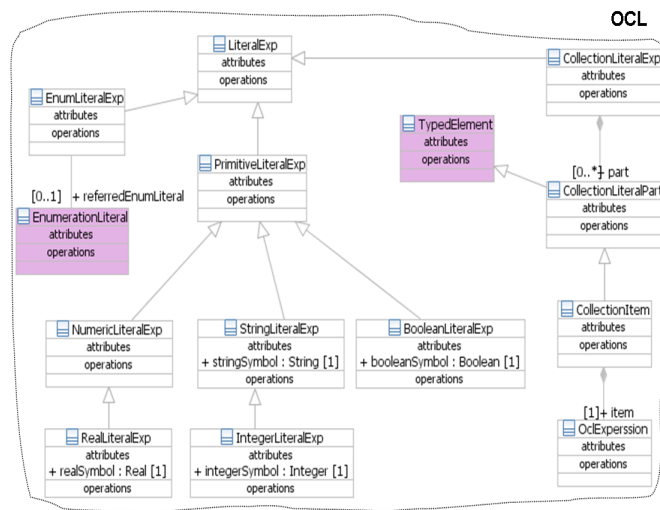 OCL
LiteralExp
attributes
operations
CollectionLiteralExp
attributes
operations
EnumLiteralExp
attributes
operations
TypedElement
attributes
operations
PrimitiveLiteralExp
attributes
operations
[0..*]+ part
CollectionLiteralPart
attributes
operations
[0..1] + referredEnumLiteral
EnumerationLiteral
attributes
operations
NumericLiteralExp
attributes
operations
StringLiteralExp
attributes
+ stringSymbol : String [1]
operations
BooleanLiteralExp
attributes
+ booleanSymbol : Boolean [1]
operations
CollectionItem
attributes
operations
[1]+ item
RealLiteralExp
attributes
+ realSymbol : Real [1]
operations
IntegerLiteralExp
attributes
+ integerSymbol : Integer [1]
operations
OclExperssion
attributes
operations